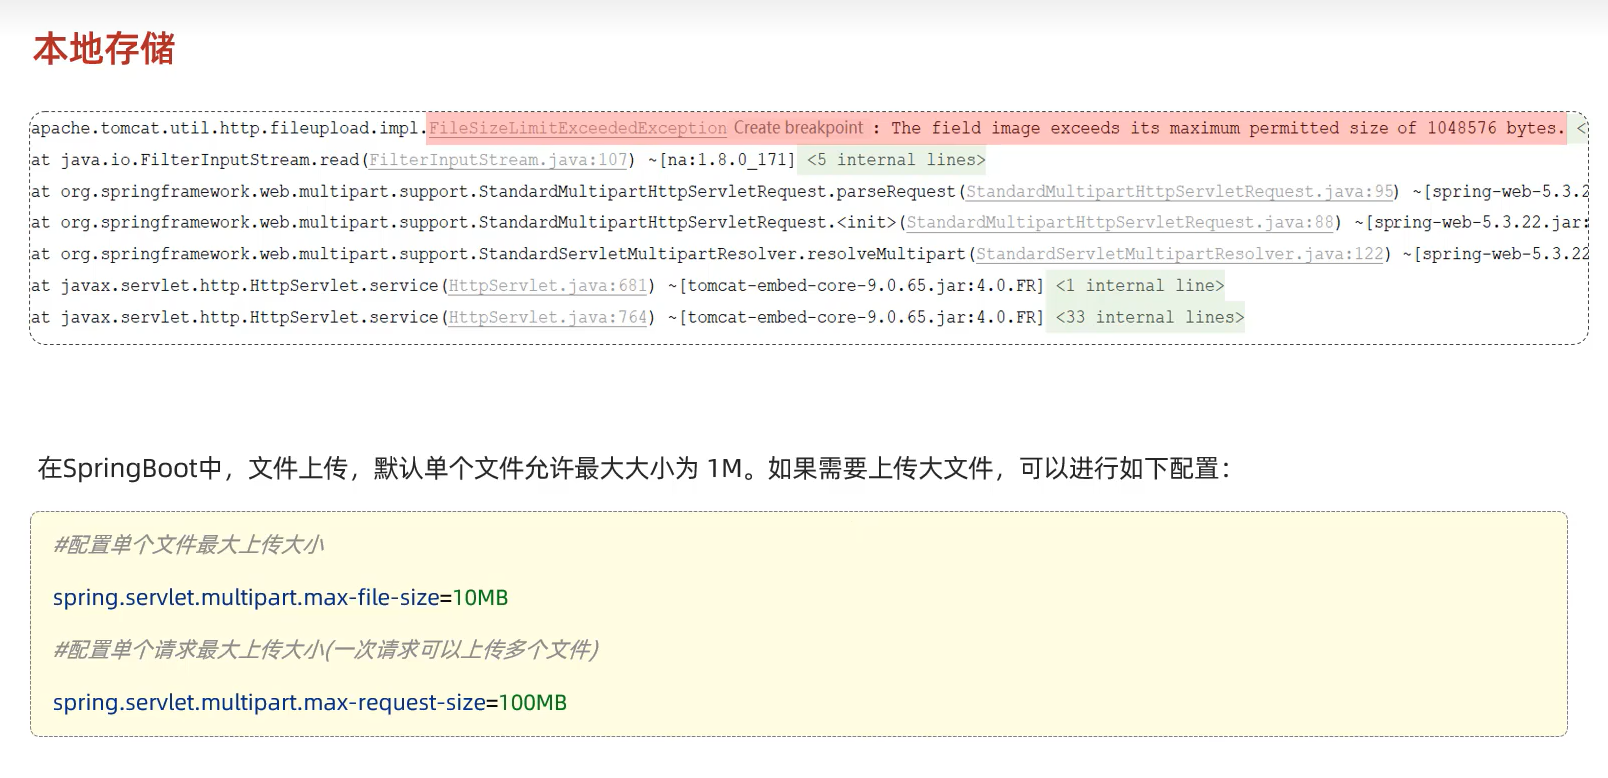 本地存储
apache.tomcat.util.http.fileupload.impl.FileSizeLimitExceededException Create breakpoint : The field image exceeds its maximum permitted size of 1048576 bytes. <
at java.io.FilterInputStream.read(FilterInputStream.java:107) ~[na:1.8.0_171] <5 internal lines>
at org.springframework.web.multipart.support.StandardMultipartHttpServletRequest.parseRequest(StandardMultipartHttpServletRequest.java:95) ~[spring-web-5.3.2
at org.springframework.web.multipart.support.StandardMultipartHttpServletRequest.<init>(StandardMultipartHttpServletRequest.java:88) ~[spring-web-5.3.22.jar:
at org.springframework.web.multipart.support.StandardServletMultipartResolver.resolveMultipart(StandardServletMultipartResolver.java:122) ~[spring-web-5.3.22
at javax.servlet.http.HttpServlet.service(HttpServlet.java:681) ~[tomcat-embed-core-9.0.65.jar:4.0.FR] <1 internal line>
at javax.servlet.http.HttpServlet.service(HttpServlet.java:764) ~[tomcat-embed-core-9.0.65.jar:4.0.FR] <33 internal lines>
在SpringBoot中，文件上传，默认单个文件允许最大大小为 1M。如果需要上传大文件，可以进行如下配置：
#配置单个文件最大上传大小
spring.servlet.multipart.max-file-size=10MB
#配置单个请求最大上传大小(一次请求可以上传多个文件)
spring.servlet.multipart.max-request-size=100MB